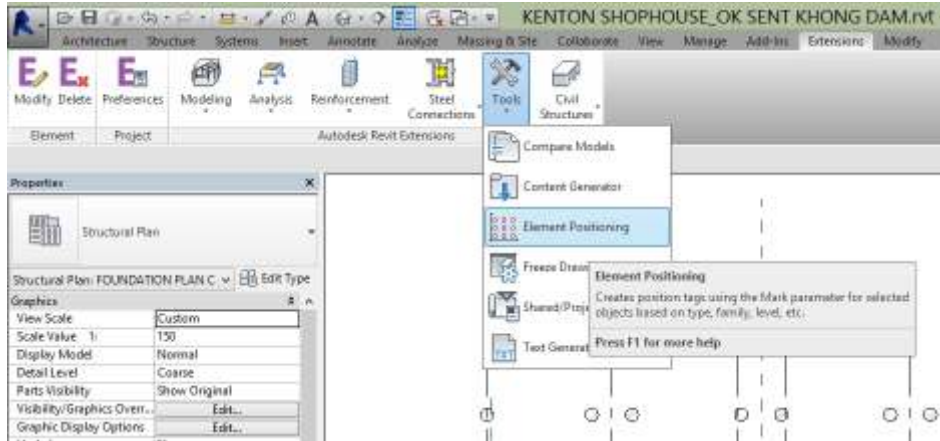 KENTON SHOPHOUSE_OK SENT KHONG DAM.rvt
Architecture Structure Systems Insert Annotate Analyze Massing & Site Collaborate View Manage Add-Ins Extensions Modify
Modify Delete Preferences Modeling Analysis Reinforcement Steel Connections Tools Civil Structures
Element Project Autodesk Revit Extensions
Compare Models
Content Generator
Element Positioning
Freeze Draw
Shared/Proje
Text Generat
Element Positioning
Creates position tags using the Mark parameter for selected
objects based on type, family, level, etc.
Press F1 for more help
Properties
Structural Plan
Structural Plan: FOUNDATION PLAN C Edit Type
Graphics
View Scale Custom
Scale Value 1: 150
Display Model Normal
Detail Level Coarse
Parts Visibility Show Original
Visibility/Graphics Overr... Edit...
Graphic Display Options Edit...